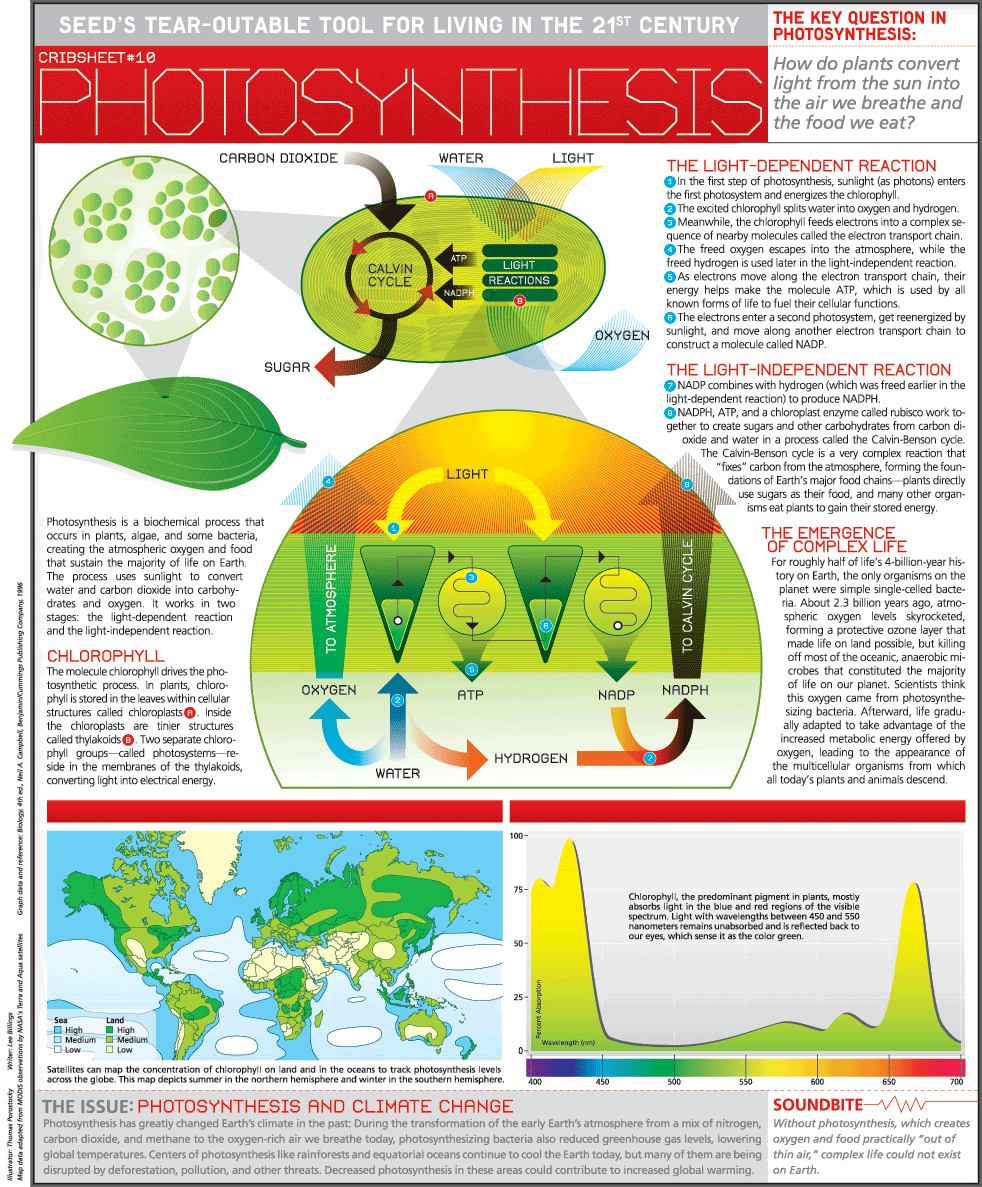 SEED'S TEAR-OUTABLE TOOL FOR LIVING IN THE 21ST CENTURY
THE KEY QUESTION IN
PHOTOSYNTHESIS:
How do plants convert
light from the sun into
the air we breathe and
the food we eat?
CRIBSHEET#10
PHOTOSYNTHESIS
CARBON DIOXIDE
WATER
LIGHT
A
CALVIN
CYCLE
ATP
NADPH
LIGHT
REACTIONS
B
OXYGEN
SUGAR
THE LIGHT-DEPENDENT REACTION
1 In the first step of photosynthesis, sunlight (as photons) enters
the first photosystem and energizes the chlorophyll.
2 The excited chlorophyll splits water into oxygen and hydrogen.
3 Meanwhile, the chlorophyll feeds electrons into a complex se-
quence of nearby molecules called the electron transport chain.
4 The freed oxygen escapes into the atmosphere, while the
freed hydrogen is used later in the light-independent reaction.
5 As electrons move along the electron transport chain, their
energy helps make the molecule ATP, which is used by all
known forms of life to fuel their cellular functions.
6 The electrons enter a second photosystem, get reenergized by
sunlight, and move along another electron transport chain to
construct a molecule called NADP.
THE LIGHT-INDEPENDENT REACTION
7 NADP combines with hydrogen (which was freed earlier in the
light-dependent reaction) to produce NADPH.
8 NADPH, ATP, and a chloroplast enzyme called rubisco work to-
gether to create sugars and other carbohydrates from carbon di-
oxide and water in a process called the Calvin-Benson cycle.
The Calvin-Benson cycle is a very complex reaction that
"fixes" carbon from the atmosphere, forming the foun-
dations of Earth's major food chains—plants directly
use sugars as their food, and many other organ-
isms eat plants to gain their stored energy.
THE EMERGENCE
OF COMPLEX LIFE
For roughly half of life's 4-billion-year his-
tory on Earth, the only organisms on the
planet were simple single-celled bacte-
ria. About 2.3 billion years ago, atmo-
spheric oxygen levels skyrocketed,
forming a protective ozone layer that
made life on land possible, but killing
off most of the oceanic, anaerobic mi-
crobes that constituted the majority
of life on our planet. Scientists think
this oxygen came from photosynthe-
sizing bacteria. Afterward, life gradu-
ally adapted to take advantage of the
increased metabolic energy offered by
oxygen, leading to the appearance of
the multicellular organisms from which
all today's plants and animals descend.
Photosynthesis is a biochemical process that
occurs in plants, algae, and some bacteria,
creating the atmospheric oxygen and food
that sustain the majority of life on Earth.
The process uses sunlight to convert
water and carbon dioxide into carbohy-
drates and oxygen. It works in two
stages: the light-dependent reaction
and the light-independent reaction.
CHLOROPHYLL
The molecule chlorophyll drives the pho-
tosynthetic process. In plants, chloro-
phyll is stored in the leaves within cellular
structures called chloroplasts A. Inside
the chloroplasts are tinier structures
called thylakoids B. Two separate chloro-
phyll groups—called photosystems—re-
side in the membranes of the thylakoids,
converting light into electrical energy.
4
LIGHT
8
1
TO ATMOSPHERE
3
6
TO CALVIN CYCLE
5
OXYGEN
2
ATP
NADP
NADPH
WATER
HYDROGEN
7
Sea
High
Medium
Low
Land
High
Medium
Low
Satellites can map the concentration of chlorophyll on land and in the oceans to track photosynthesis levels
across the globe. This map depicts summer in the northern hemisphere and winter in the southern hemisphere.
100
75
50
25
0
Percent Absorption
Wavelength (nm)
Chlorophyll, the predominant pigment in plants, mostly
absorbs light in the blue and red regions of the visible
spectrum. Light with wavelengths between 450 and 550
nanometers remains unabsorbed and is reflected back to
our eyes, which sense it as the color green.
400 450 500 550 600 650 700
THE ISSUE: PHOTOSYNTHESIS AND CLIMATE CHANGE
Photosynthesis has greatly changed Earth's climate in the past: During the transformation of the early Earth's atmosphere from a mix of nitrogen,
carbon dioxide, and methane to the oxygen-rich air we breathe today, photosynthesizing bacteria also reduced greenhouse gas levels, lowering
global temperatures. Centers of photosynthesis like rainforests and equatorial oceans continue to cool the Earth today, but many of them are being
disrupted by deforestation, pollution, and other threats. Decreased photosynthesis in these areas could contribute to increased global warming.
SOUNDBITE
Without photosynthesis, which creates
oxygen and food practically "out of
thin air," complex life could not exist
on Earth.
Illustrator: Thomas Porostocky Writer: Lee Billings
Map data adapted from MODIS observations by NASA's Terra and Aqua satellites Graph data and reference: Biology, 4th ed., Neil A. Campbell, Benjamin/Cummings Publishing Company, 1996